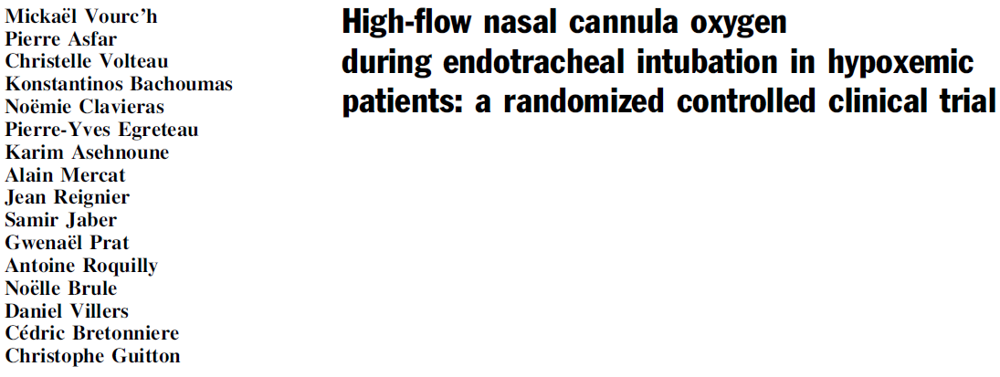 Mickaël Vourc'h
Pierre Asfar
Christelle Volteau
Konstantinos Bachoumas
Noëmie Clavieras
Pierre-Yves Egreteau
Karim Asehnoune
Alain Mercat
Jean Reignier
Samir Jaber
Gwenaël Prat
Antoine Roquilly
Noëlle Brule
Daniel Villers
Cédric Bretonniere
Christophe Guitton
High-flow nasal cannula oxygen
during endotracheal intubation in hypoxemic
patients: a randomized controlled clinical trial